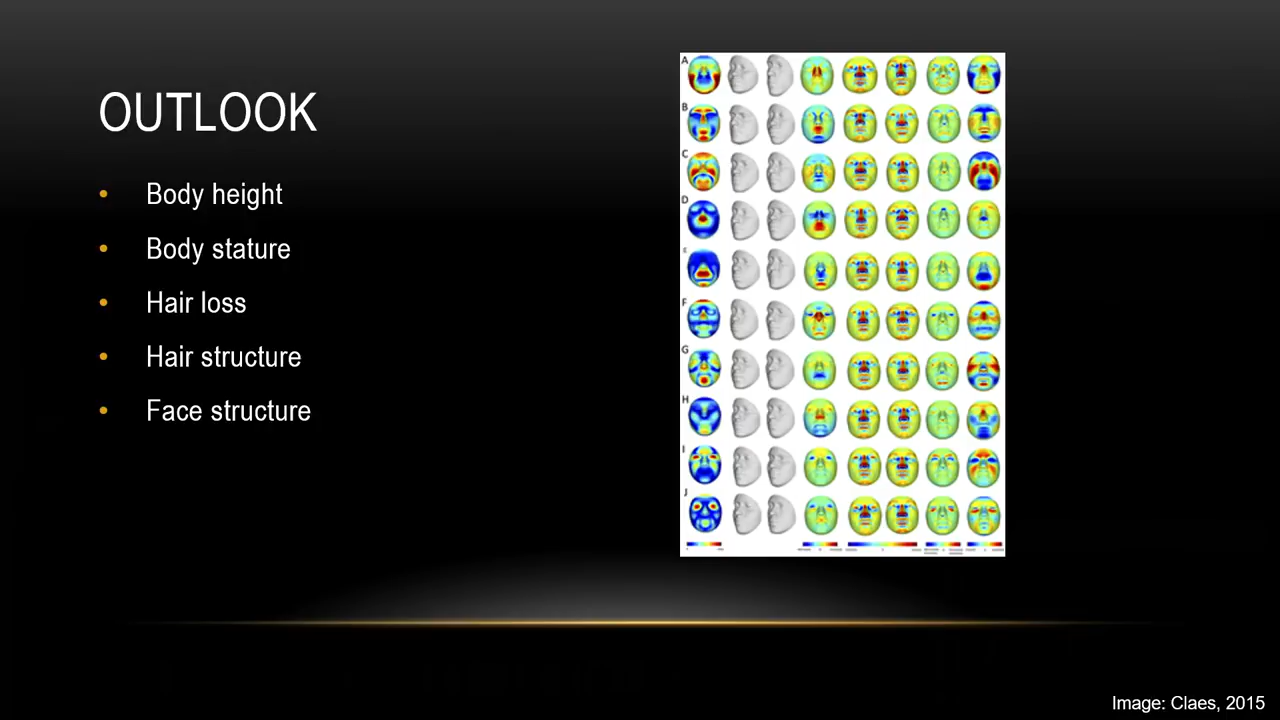 OUTLOOK
• Body height
• Body stature
• Hair loss
• Hair structure
• Face structure
A
B
C
D
E
F
G
H
I
J
Image: Claes, 2015